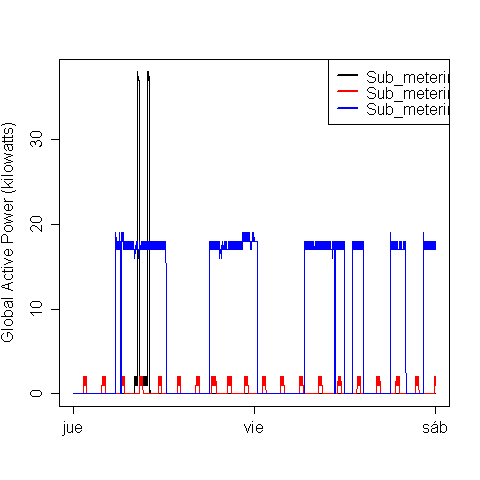 Sub_meterin
Sub_meterin
Sub_meterin
Global Active Power (kilowatts)
30
20
10
0
jue
vie
sáb